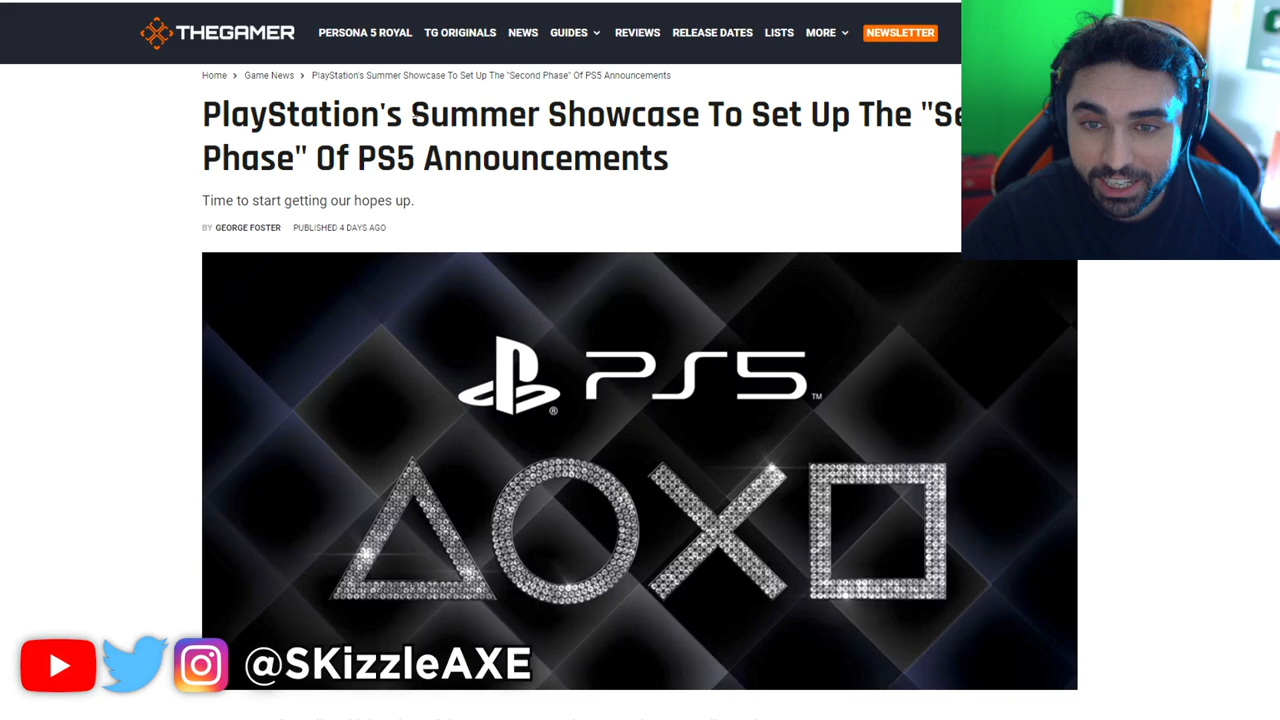 THEGAMER
PERSONA 5 ROYAL TG ORIGINALS NEWS GUIDES REVIEWS RELEASE DATES LISTS MORE NEWSLETTER
Home > Game News > PlayStation's Summer Showcase To Set Up The "Second Phase" Of PS5 Announcements
PlayStation's Summer Showcase To Set Up The "Se
Phase" Of PS5 Announcements
Time to start getting our hopes up.
BY GEORGE FOSTER PUBLISHED 4 DAYS AGO
PS5™
@SKizzleAXE